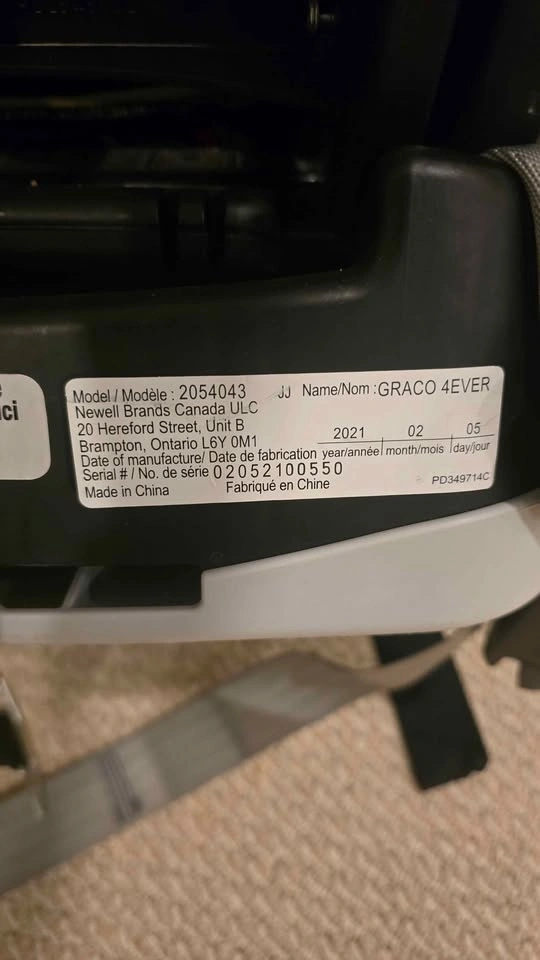 ci
Model / Modèle : 2054043 JJ Name/Nom :GRACO 4EVER
Newell Brands Canada ULC
20 Hereford Street, Unit B
Brampton, Ontario L6Y 0M1
2021 02 05
Date of manufacture/ Date de fabrication year/année month/mois day/jour
Serial # / No. de série 02052100550
Made in China Fabriqué en Chine PD349714C